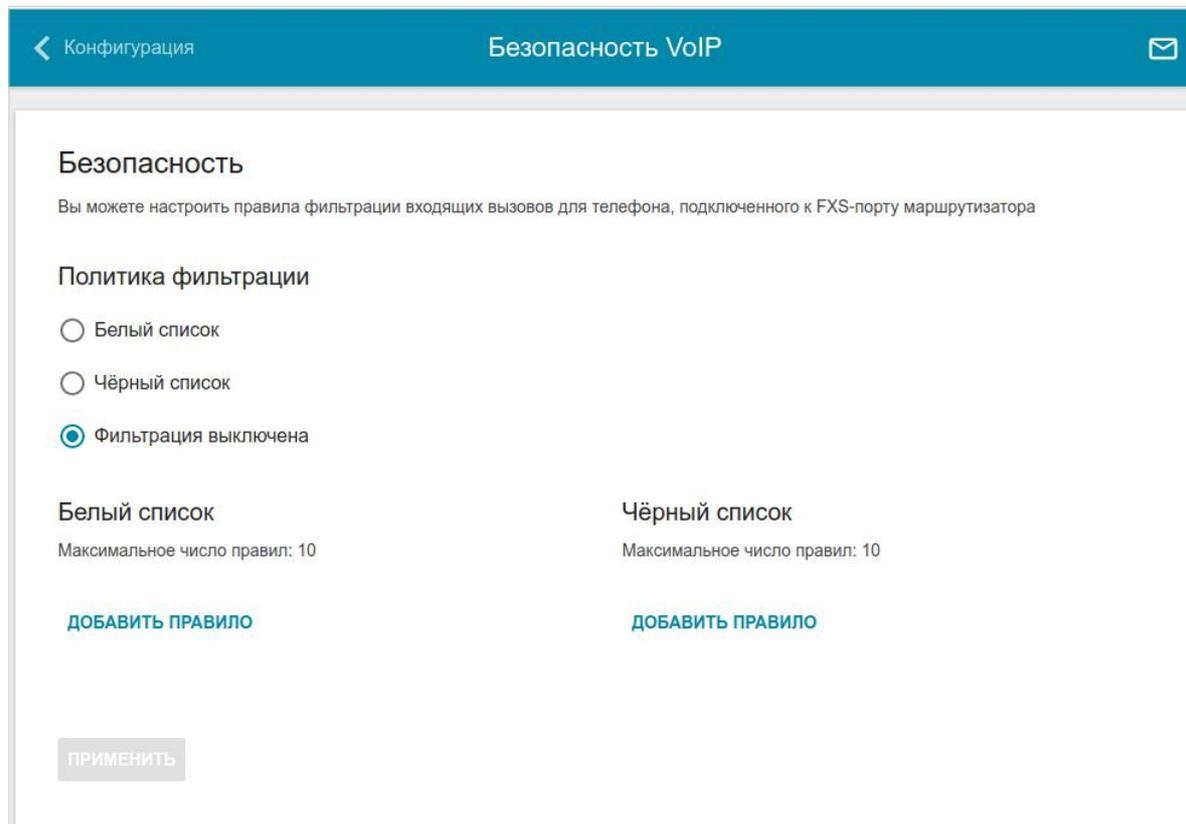 Конфигурация
Безопасность VoIP
Безопасность
Вы можете настроить правила фильтрации входящих вызовов для телефона, подключенного к FXS-порту маршрутизатора
Политика фильтрации
Белый список
Чёрный список
Фильтрация выключена
Белый список
Максимальное число правил: 10
ДОБАВИТЬ ПРАВИЛО
Чёрный список
Максимальное число правил: 10
ДОБАВИТЬ ПРАВИЛО
ПРИМЕНИТЬ